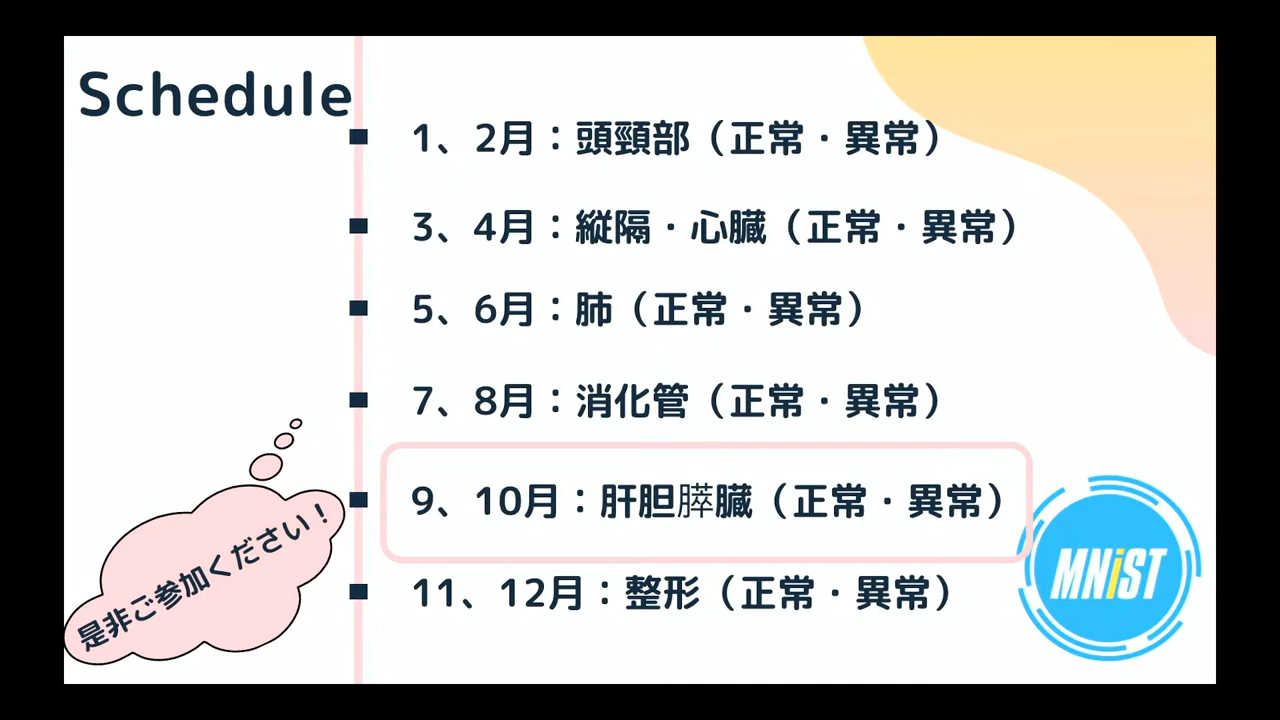 Schedule
1、2月：頭頸部（正常・異常）
3、4月：縦隔・心臓（正常・異常）
5、6月：肺（正常・異常）
7、8月：消化管（正常・異常）
9、10月：肝胆膵臓（正常・異常）
11、12月：整形（正常・異常）
是非ご参加ください！
MNiST